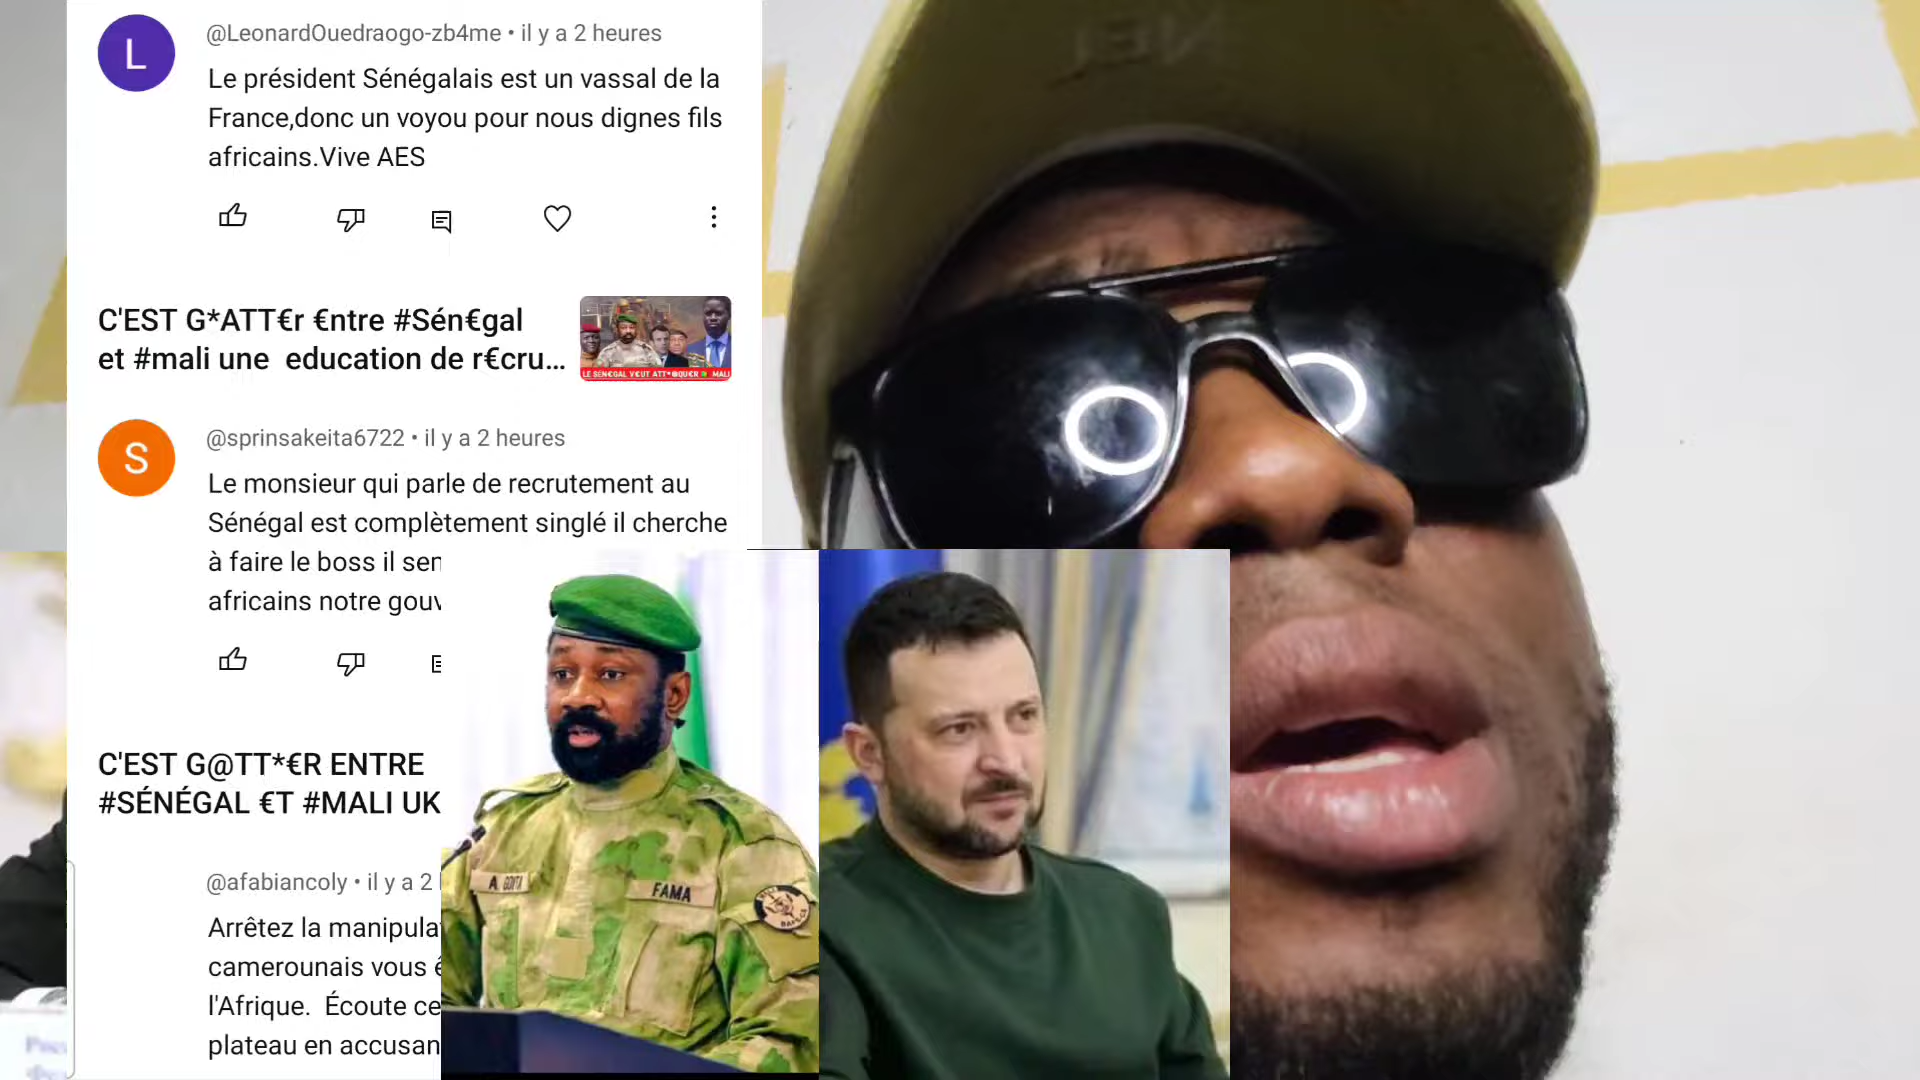 L
@LeonardOuedraogo-zb4me • il y a 2 heures
Le président Sénégalais est un vassal de la
France,donc un voyou pour nous dignes fils
africains.Vive AES
C'EST G*ATT€r €ntre #Sén€gal
et #mali une education de r€cru...
LE SEN€GAL V€UT ATT*@QU€R MALI
S
@sprinsakeita6722 • il y a 2 heures
Le monsieur qui parle de recrutement au
Sénégal est complètement singlé il cherche
à faire le boss il sen
africains notre gouv
C'EST G@TT*€R ENTRE
#SÉNÉGAL €T #MALI UK
@afabiancoly • il y a 2
Arrêtez la manipula
camerounais vous ê
l'Afrique. Écoute ce
plateau en accusan
A. GOITA
FAMA